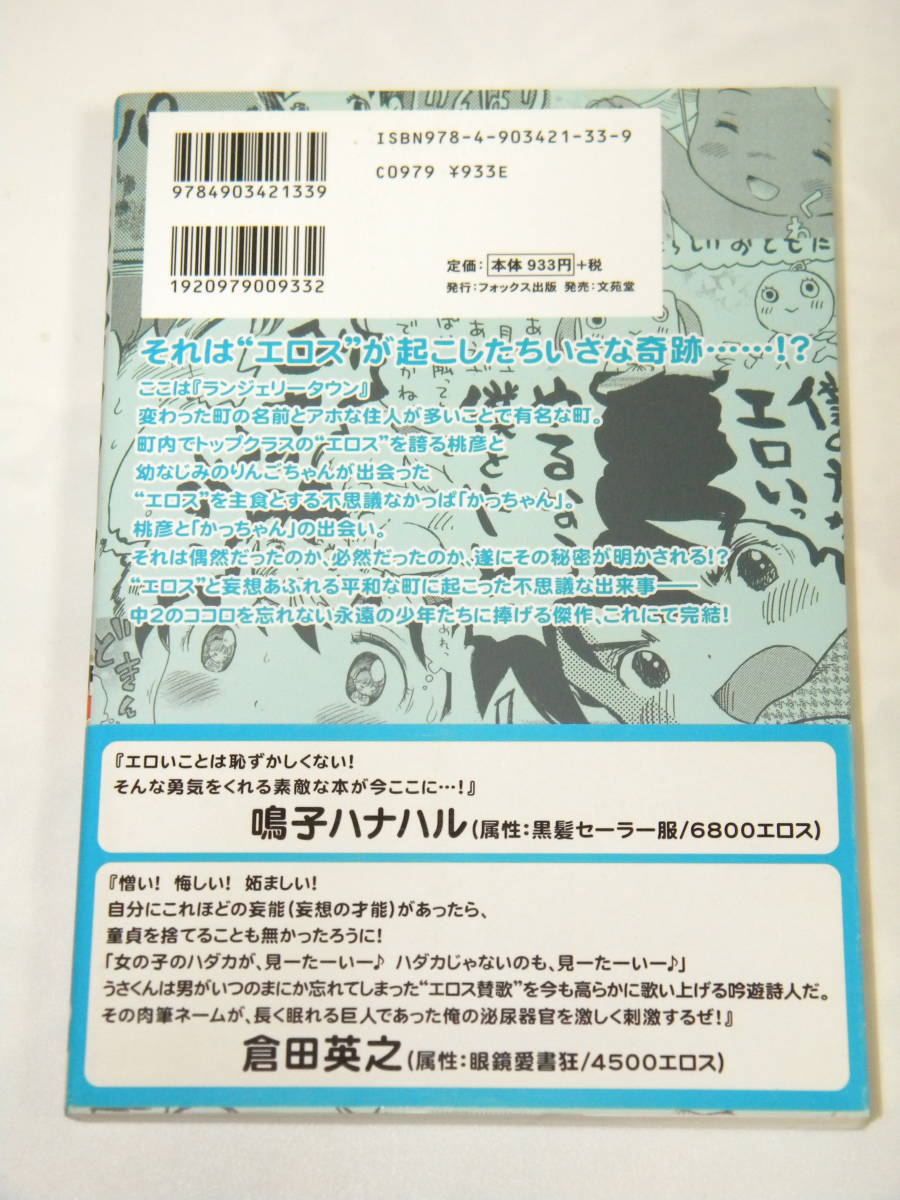 ISBN978-4-903421-33-9
C0979 ¥933E
9784903421339
1920979009332
定価：本体 933円+税
発行：フォックス出版 発売：文苑堂
それは“エロス”が起こしたちいさな奇跡……!?
ここは『ランジェリータウン』
変わった町の名前とアホな住人が多いことで有名な町。
町内でトップクラスの“エロス”を誇る桃彦と
幼なじみのりんごちゃんが出会った
“エロス”を主食とする不思議なかっぱ「かっちゃん」。
桃彦と「かっちゃん」の出会い。
それは偶然だったのか、必然だったのか、遂にその秘密が明かされる!?
“エロス”と妄想あふれる平和な町に起こった不思議な出来事――
中2のココロを忘れない永遠の少年たちに捧げる傑作、これにて完結!
『エロいことは恥ずかしくない!
そんな勇気をくれる素敵な本が今ここに…!』
鳴子ハナハル(属性：黒髪セーラー服/6800エロス)
『憎い! 悔しい! 妬ましい!
自分にこれほどの妄能(妄想の才能)があったら、
童貞を捨てることも無かったろうに!
「女の子のハダカが、見ーたーいー♪ ハダカじゃないのも、見ーたーいー♪」
うさくんは男がいつのまにか忘れてしまった“エロス賛歌”を今も高らかに歌い上げる吟遊詩人だ。
その肉筆ネームが、長く眠れる巨人であった俺の泌尿器官を激しく刺激するぜ!』
倉田英之(属性：眼鏡愛書狂/4500エロス)